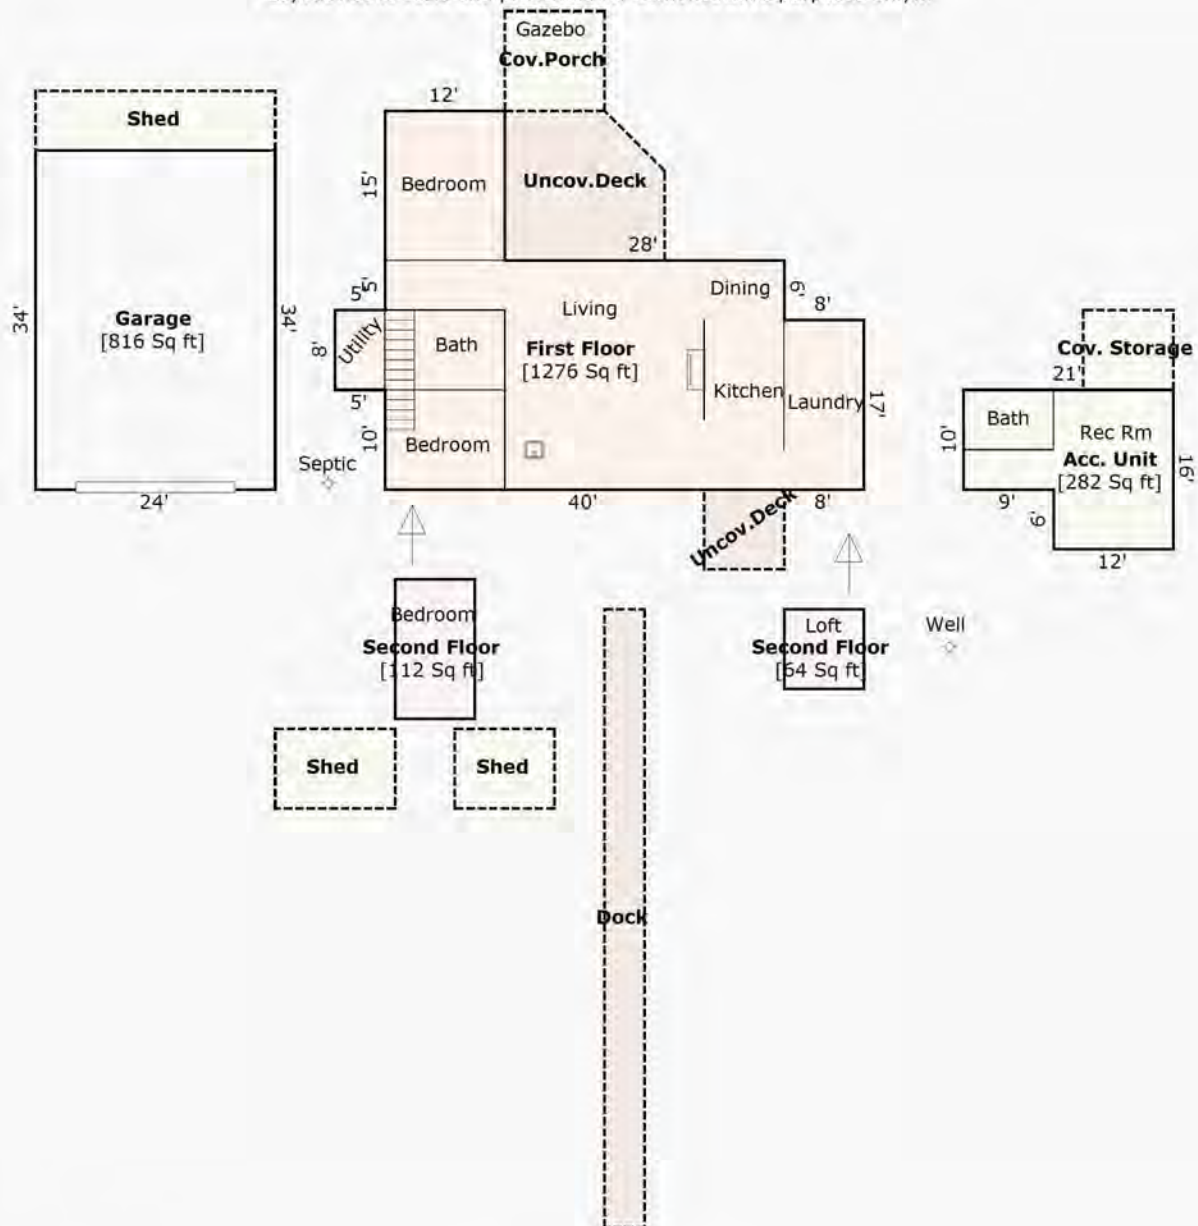 Gazebo
Cov.Porch
12'
Shed
15'
Bedroom
Uncov.Deck
28'
5'
5'
Living
Dining
6'
8'
34'
Garage
[816 Sq ft]
34'
8'
Utility
Bath
First Floor
[1276 Sq ft]
Kitchen
Laundry
17'
Cov. Storage
21'
5'
10'
Bedroom
Bath
10'
Rec Rm
Acc. Unit
[282 Sq ft]
16'
Septic
24'
40'
Uncov.Deck
8'
9'
6'
12'
Bedroom
Second Floor
[112 Sq ft]
Loft
Second Floor
[64 Sq ft]
Well
Shed
Shed
Dock